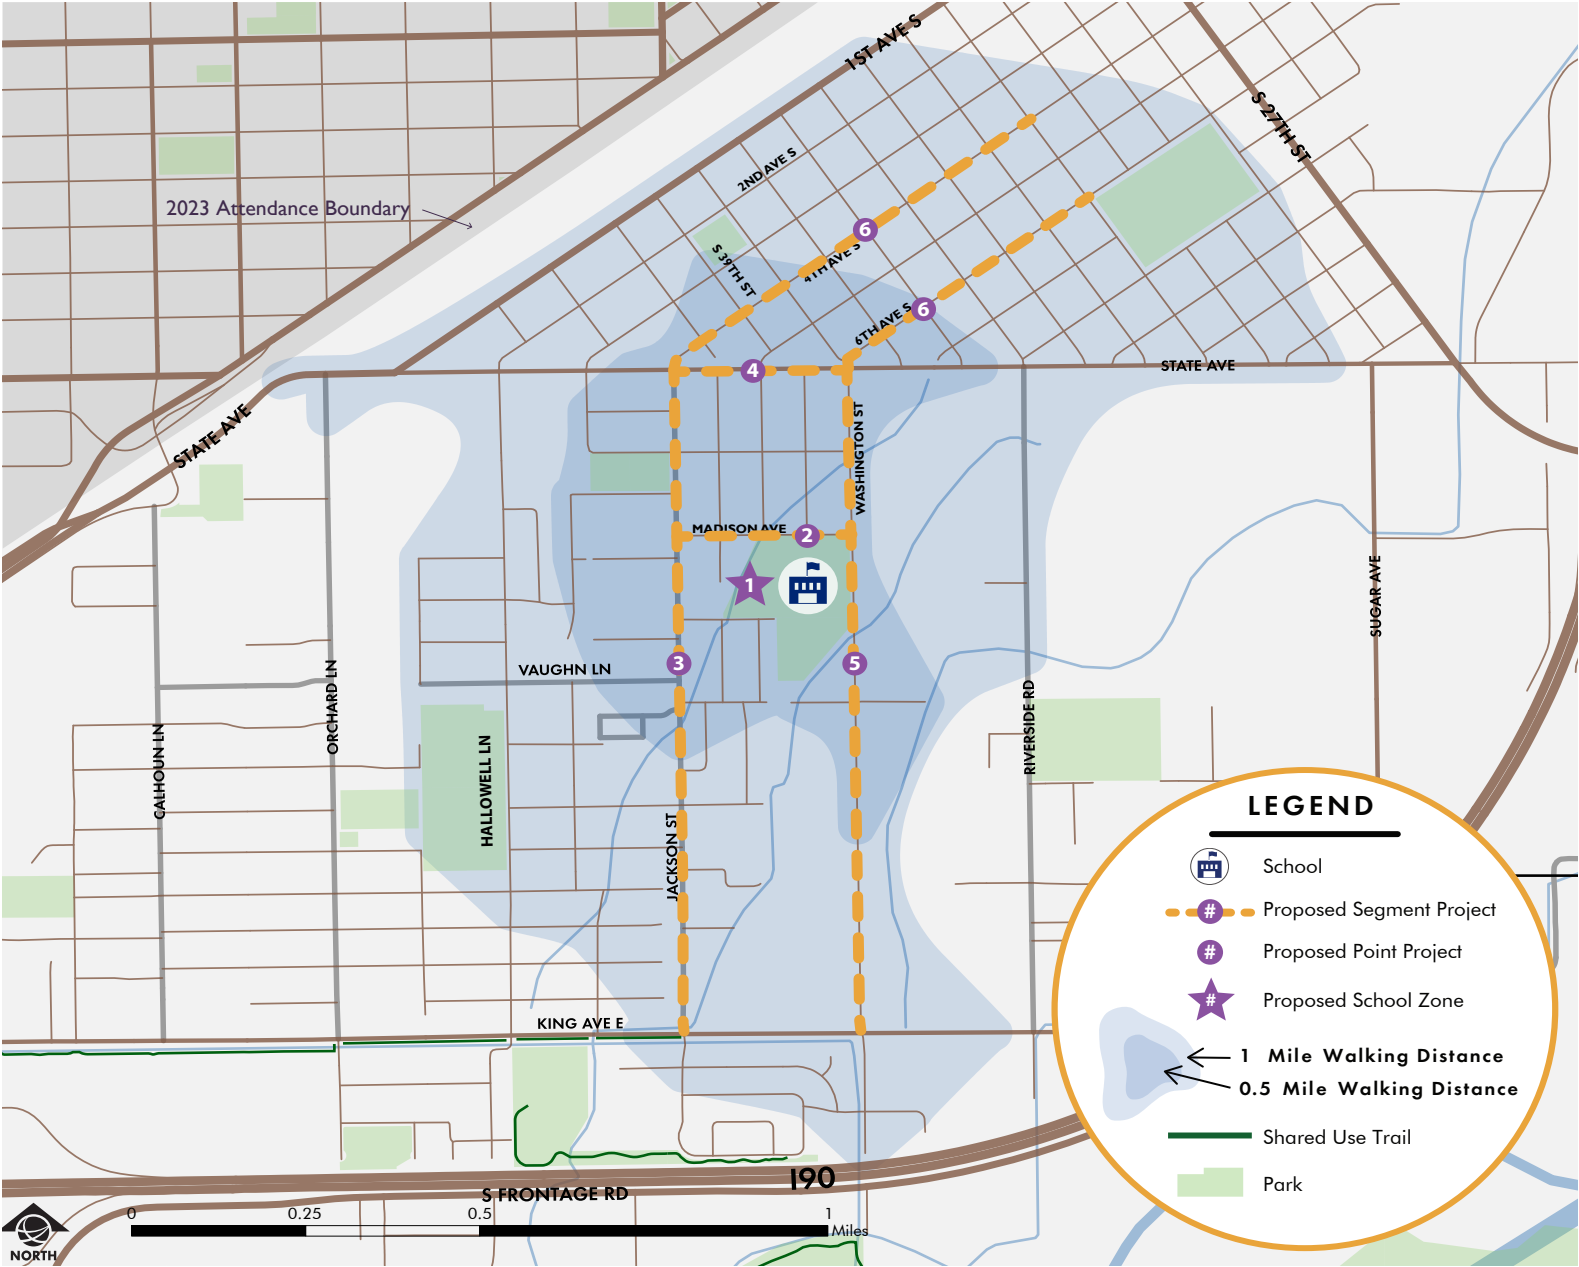 1ST AVE S
S 27TH ST
2ND AVE S
2023 Attendance Boundary
6
S 39TH ST
4TH AVE S
6
6TH AVE S
STATE AVE
4
STATE AVE
WASHINGTON ST
MADISON AVE
2
1
SUGAR AVE
3
5
VAUGHN LN
ORCHARD LN
RIVERSIDE RD
CALHOUN LN
HALLOWELL LN
JACKSON ST
KING AVE E
I90
S FRONTAGE RD
0
0.25
0.5
1
Miles
NORTH
LEGEND
School
# Proposed Segment Project
# Proposed Point Project
# Proposed School Zone
1 Mile Walking Distance
0.5 Mile Walking Distance
Shared Use Trail
Park